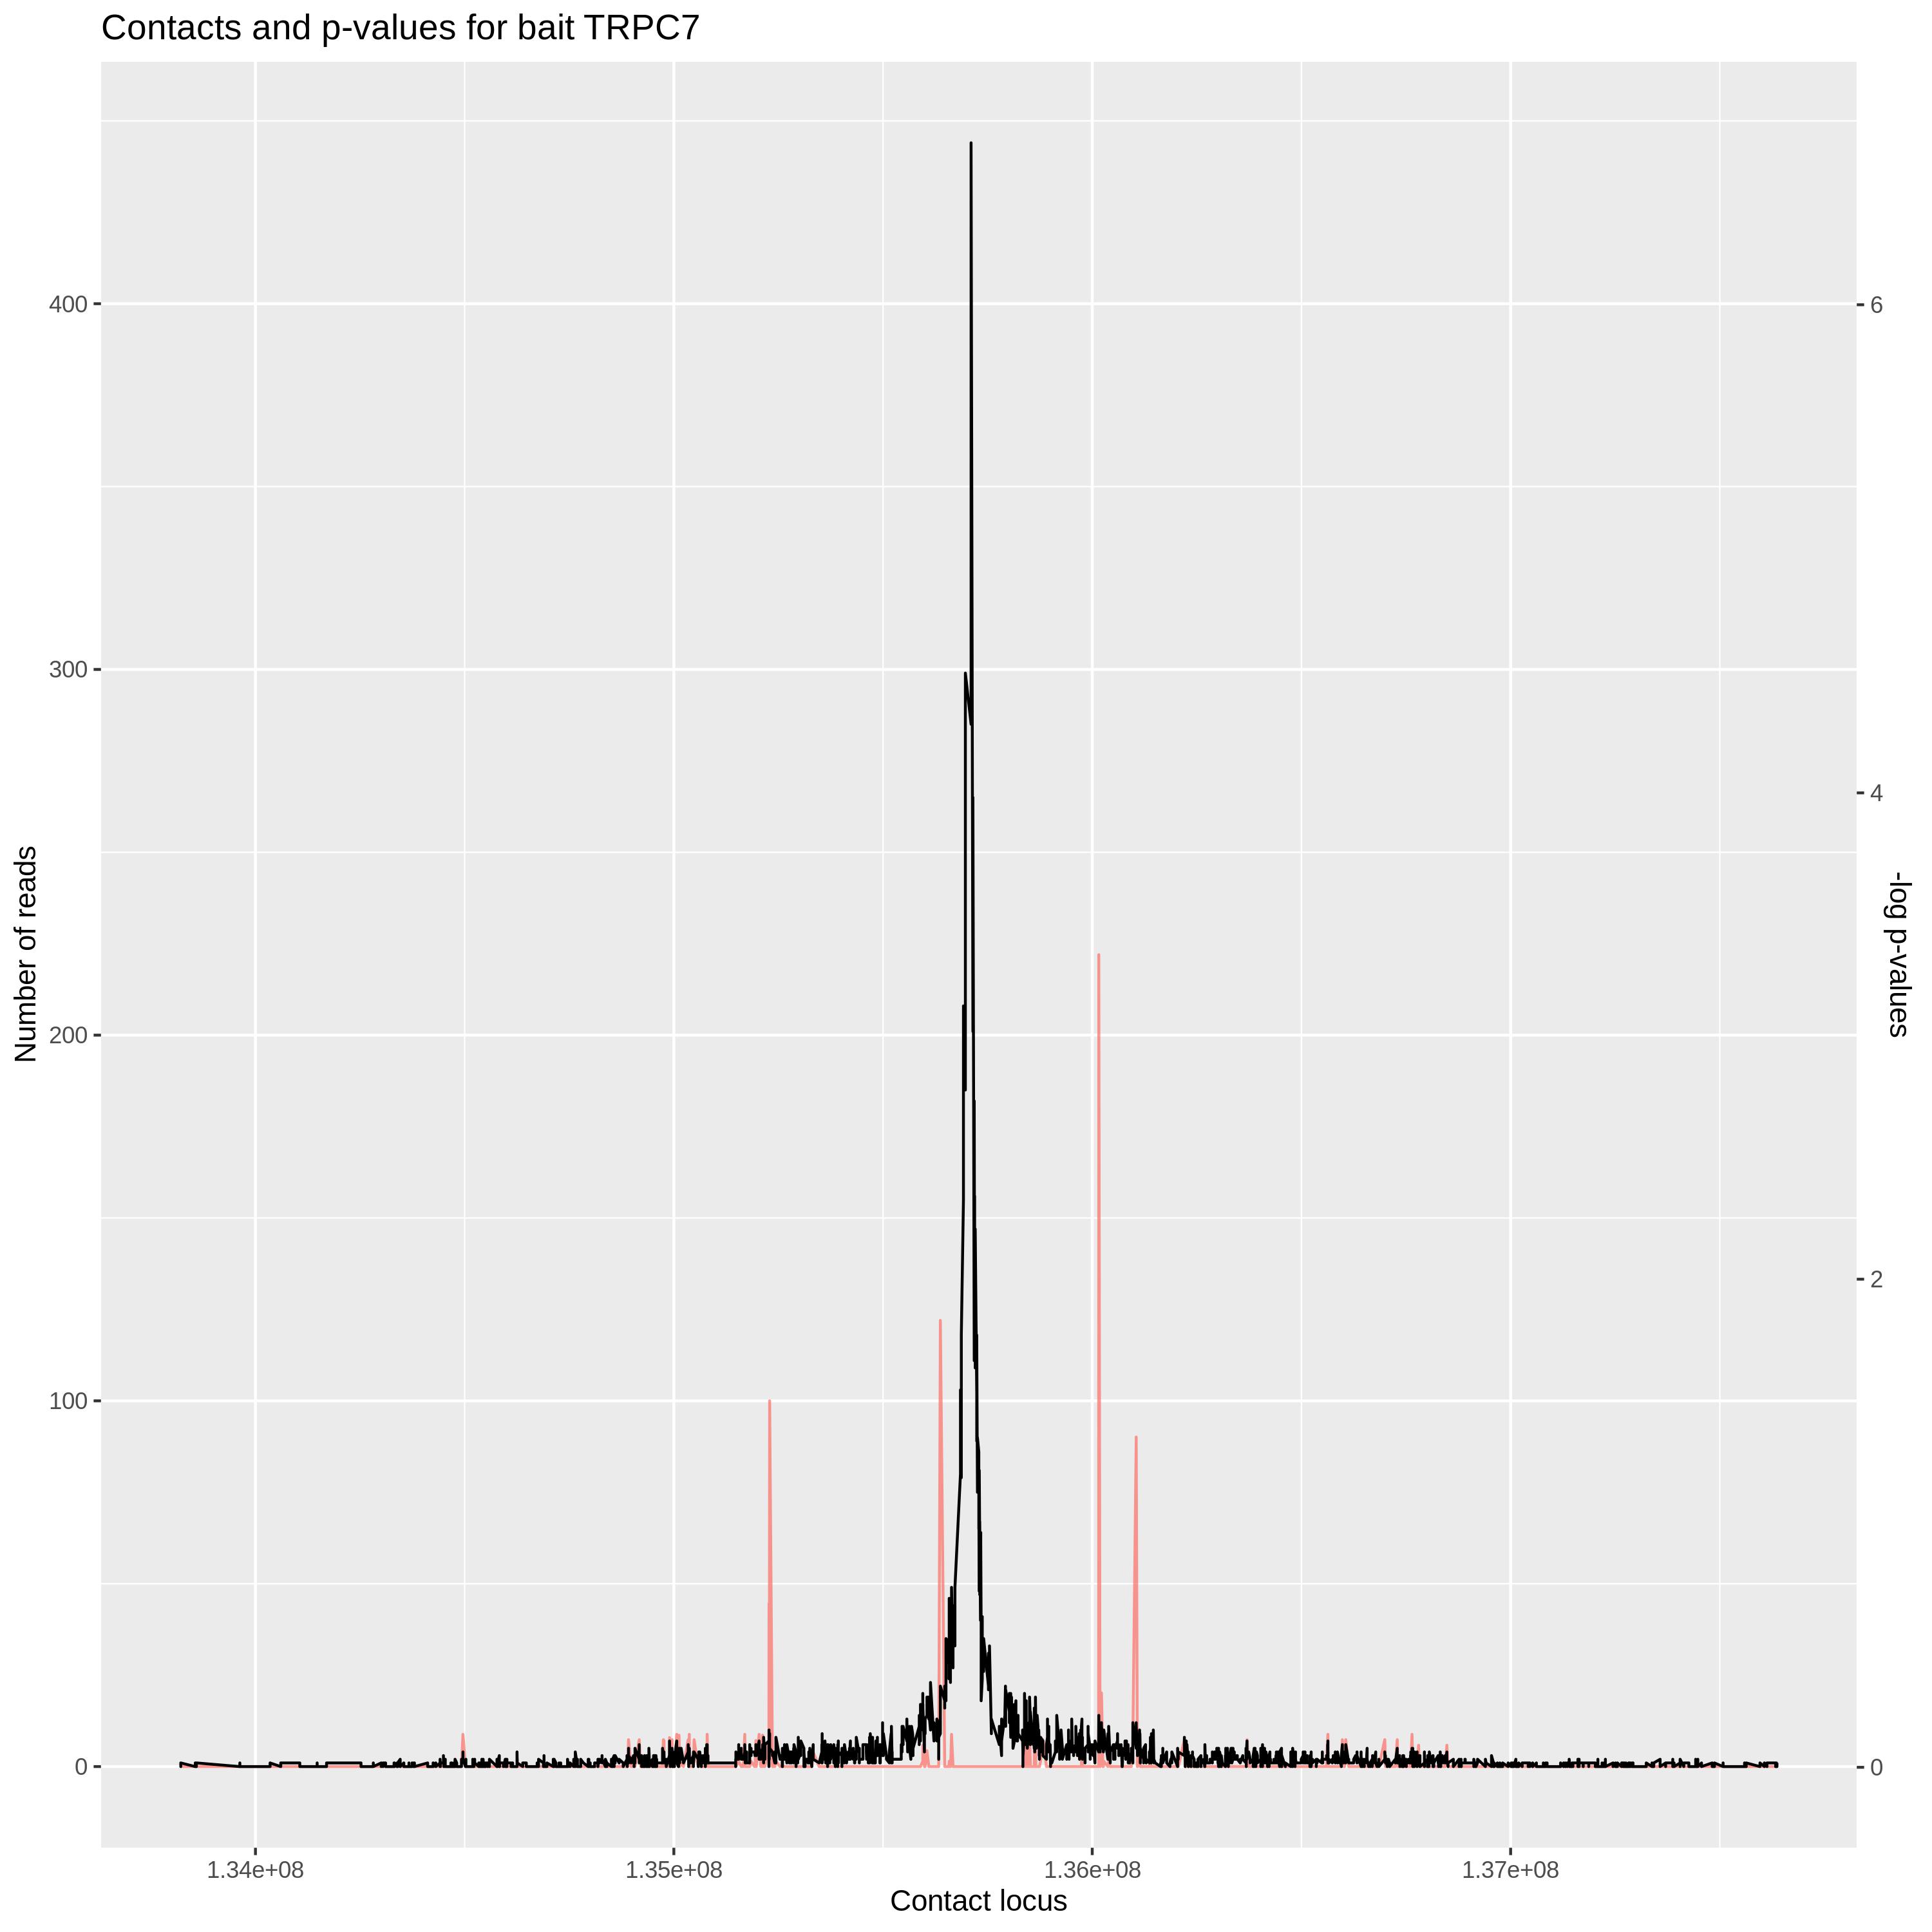 Contacts and p-values for bait TRPC7
400
300
200
100
0
6
4
2
0
Number of reads
-log p-values
1.34e+08
1.35e+08
1.36e+08
1.37e+08
Contact locus